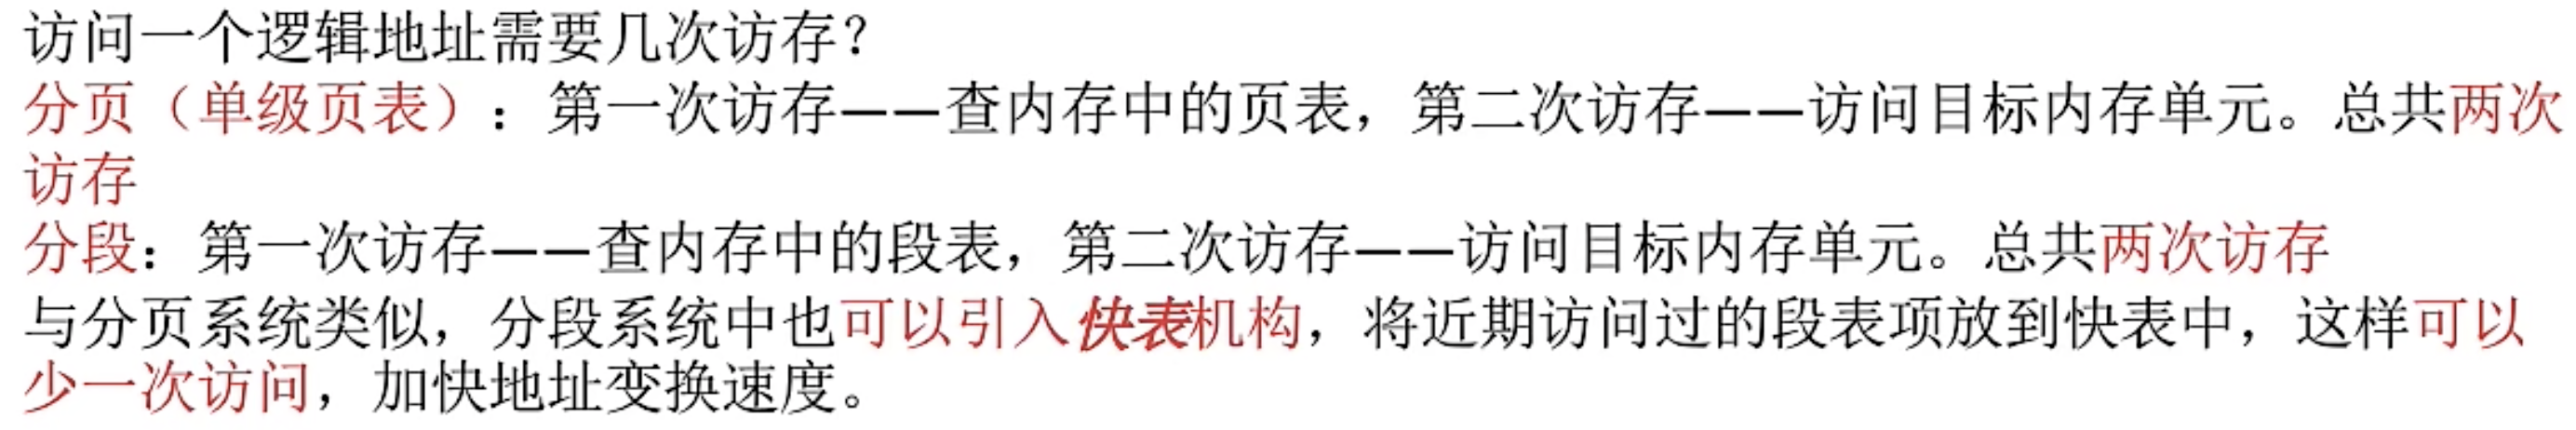 访问一个逻辑地址需要几次访存？
分页（单级页表）：第一次访存——查内存中的页表，第二次访存——访问目标内存单元。总共两次
访存
分段：第一次访存——查内存中的段表，第二次访存——访问目标内存单元。总共两次访存
与分页系统类似，分段系统中也可以引入快表机构，将近期访问过的段表项放到快表中，这样可以
少一次访问，加快地址变换速度。